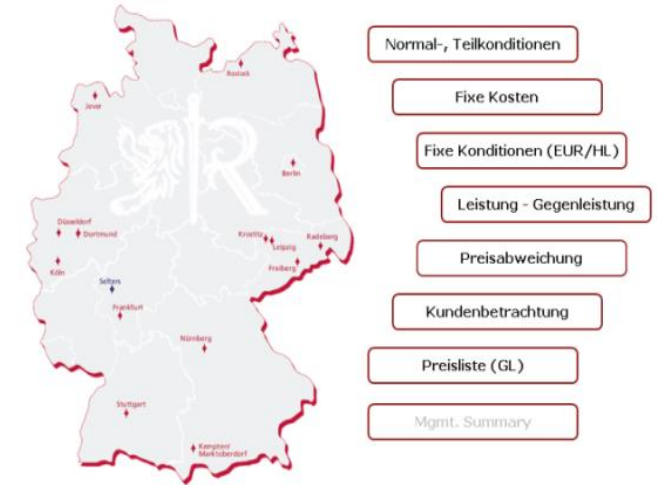 Rostock
Jever
Berlin
Düsseldorf
Dortmund
Krostitz
Leipzig
Radeberg
Freiberg
Köln
Selters
Frankfurt
Nürnberg
Stuttgart
Kempten/
Marktoberdorf
R
Normal-, Teilkonditionen
Fixe Kosten
Fixe Konditionen (EUR/HL)
Leistung - Gegenleistung
Preisabweichung
Kundenbetrachtung
Preisliste (GL)
Mgmt. Summary